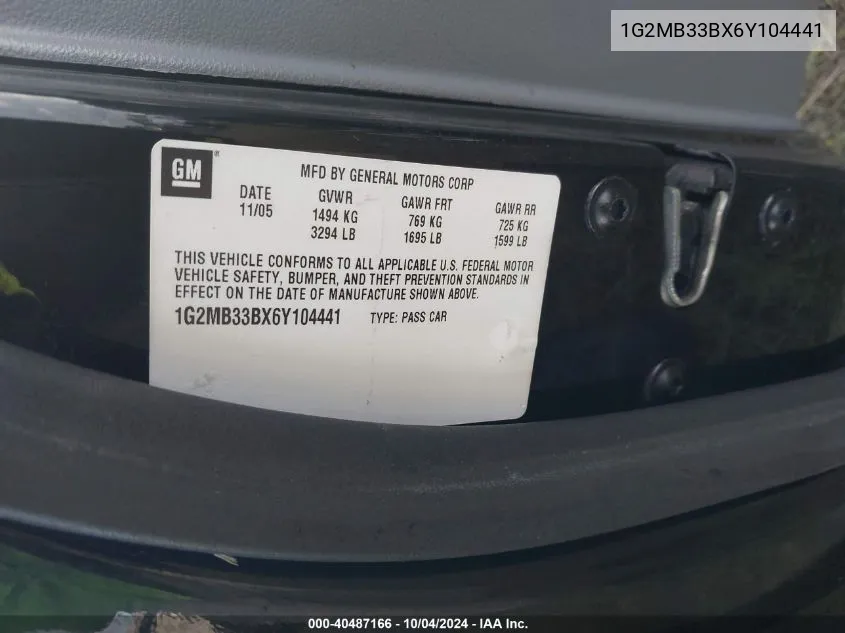 1G2MB33BX6Y104441
GM ®
MFD BY GENERAL MOTORS CORP
DATE GVWR GAWR FRT GAWR RR
11/05 1494 KG 769 KG 725 KG
3294 LB 1695 LB 1599 LB
THIS VEHICLE CONFORMS TO ALL APPLICABLE U.S. FEDERAL MOTOR
VEHICLE SAFETY, BUMPER, AND THEFT PREVENTION STANDARDS IN
EFFECT ON THE DATE OF MANUFACTURE SHOWN ABOVE.
1G2MB33BX6Y104441 TYPE: PASS CAR
000-40487166 - 10/04/2024 - IAA Inc.